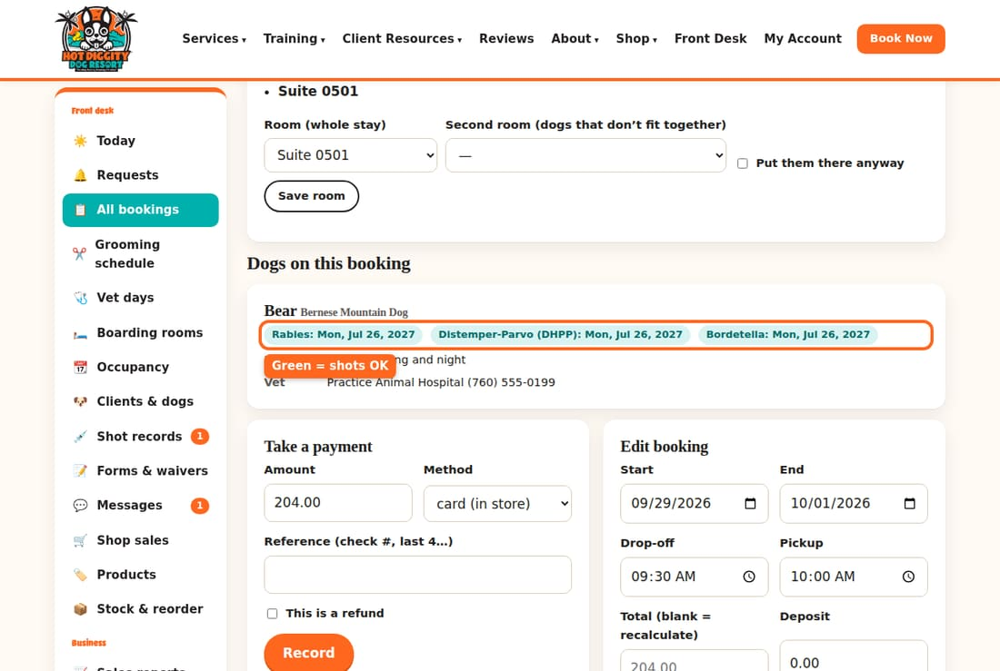 HOT DIGGITY
DOG RESORT
Services ▾
Training ▾
Client Resources ▾
Reviews
About ▾
Shop ▾
Front Desk
My Account
Book Now
Front desk
Today
Requests
All bookings
Grooming
schedule
Vet days
Boarding rooms
Occupancy
Clients & dogs
Shot records 1
Forms & waivers
Messages 1
Shop sales
Products
Stock & reorder
Business
• Suite 0501
Room (whole stay)
Suite 0501
Second room (dogs that don’t fit together)
—
Put them there anyway
Save room
Dogs on this booking
Bear Bernese Mountain Dog
Rabies: Mon, Jul 26, 2027
Distemper-Parvo (DHPP): Mon, Jul 26, 2027
Bordetella: Mon, Jul 26, 2027
Green = shots OK
and night
Vet Practice Animal Hospital (760) 555-0199
Take a payment
Amount
204.00
Method
card (in store)
Reference (check #, last 4…)
This is a refund
Record
Edit booking
Start
09/29/2026
End
10/01/2026
Drop-off
09:30 AM
Pickup
10:00 AM
Total (blank =
recalculate)
204.00
Deposit
0.00